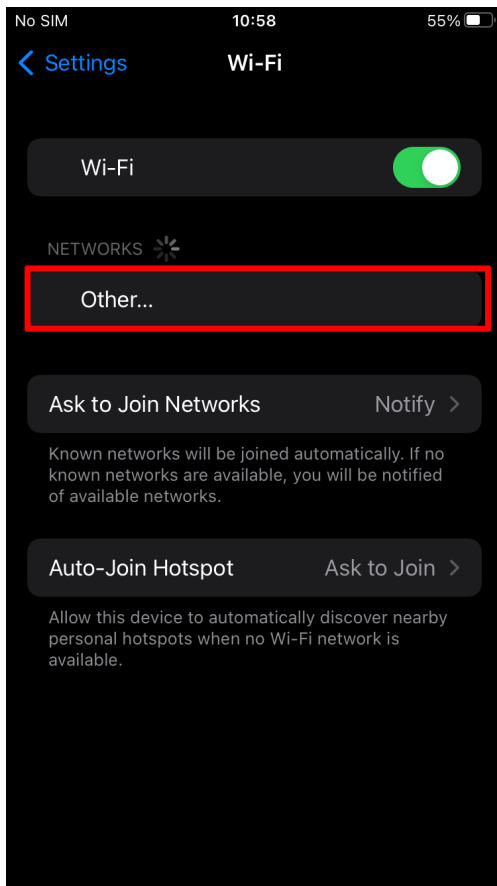 No SIM 10:58 55%
Settings Wi-Fi
Wi-Fi
NETWORKS
Other...
Ask to Join Networks Notify
Known networks will be joined automatically. If no
known networks are available, you will be notified
of available networks.
Auto-Join Hotspot Ask to Join
Allow this device to automatically discover nearby
personal hotspots when no Wi-Fi network is
available.